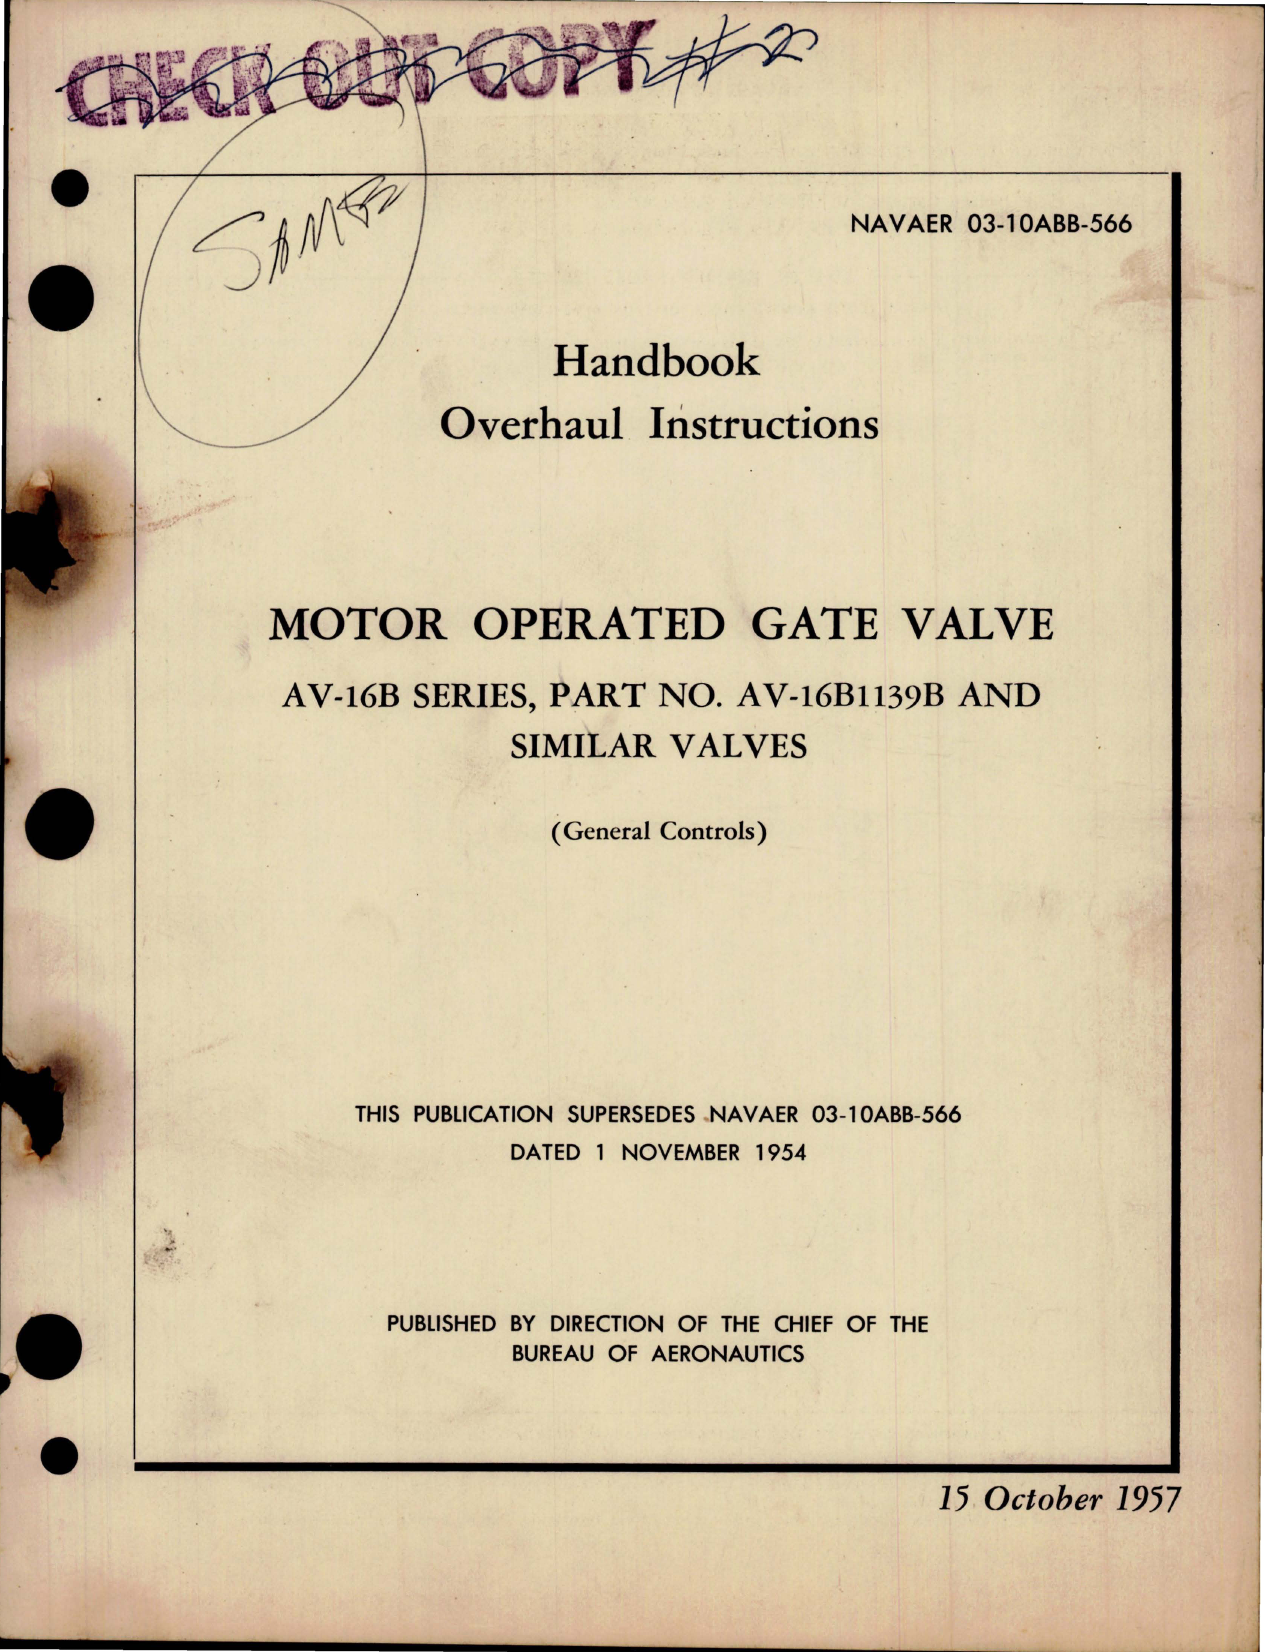 CHECK OUT COPY #2
NAVAER 03-10ABB-566
Handbook
Overhaul Instructions
MOTOR OPERATED GATE VALVE
AV-16B SERIES, PART NO. AV-16B1139B AND
SIMILAR VALVES
(General Controls)
THIS PUBLICATION SUPERSEDES NAVAER 03-10ABB-566
DATED 1 NOVEMBER 1954
PUBLISHED BY DIRECTION OF THE CHIEF OF THE
BUREAU OF AERONAUTICS
15 October 1957